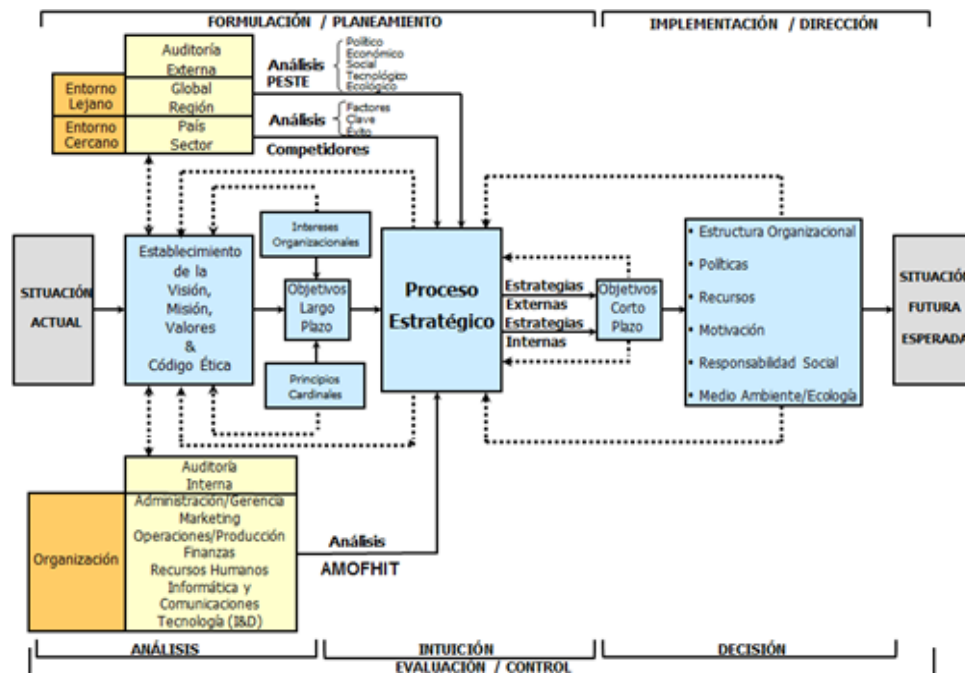 FORMULACIÓN / PLANEAMIENTO
IMPLEMENTACIÓN / DIRECCIÓN
Auditoría
Externa
Entorno
Lejano
Global
Región
Entorno
Cercano
País
Sector
Análisis
PESTE
Político
Económico
Social
Tecnológico
Ecológico
Análisis
Competidores
Factores
Clave
Éxito
SITUACIÓN
ACTUAL
Establecimiento
de la
Visión,
Misión,
Valores
&
Código Ética
Intereses
Organizacionales
Objetivos
Largo
Plazo
Principios
Cardinales
Proceso
Estratégico
Estrategias
Externas
Estrategias
Internas
Objetivos
Corto
Plazo
• Estructura Organizacional
• Políticas
• Recursos
• Motivación
• Responsabilidad Social
• Medio Ambiente/Ecología
SITUACIÓN
FUTURA
ESPERADA
Auditoría
Interna
Organización
Administración/Gerencia
Marketing
Operaciones/Producción
Finanzas
Recursos Humanos
Informática y
Comunicaciones
Tecnología (I&D)
Análisis
AMOFHIT
ANÁLISIS
INTUICIÓN
DECISIÓN
EVALUACIÓN / CONTROL